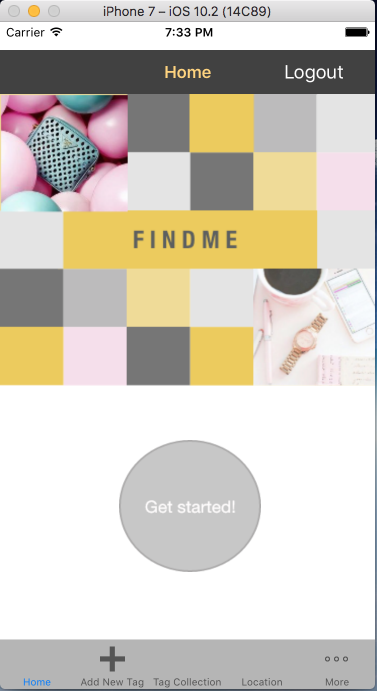 iPhone 7 – iOS 10.2 (14C89)
Carrier 7:33 PM
Home Logout
FINDME
Get started!
Home Add New Tag Tag Collection Location More